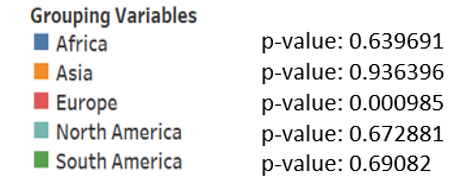 Grouping Variables
Africa p-value: 0.639691
Asia p-value: 0.936396
Europe p-value: 0.000985
North America p-value: 0.672881
South America p-value: 0.69082